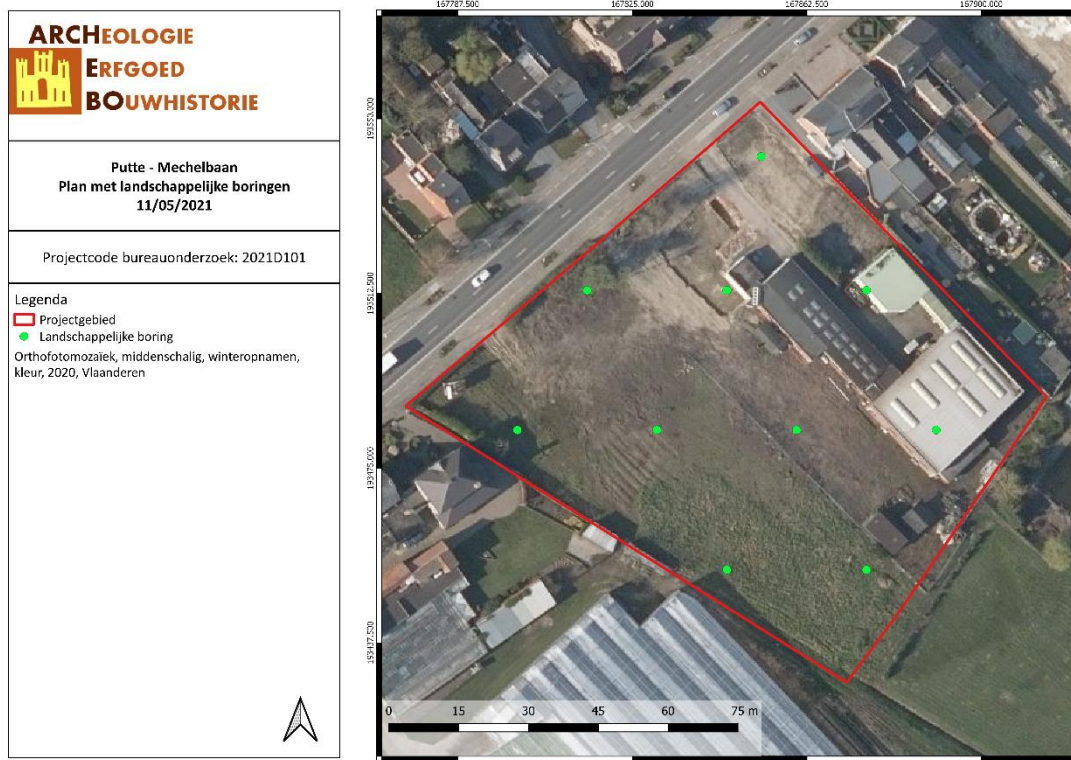 ARCHEOLOGIE
ERFGOED
BOUWHISTORIE
Putte - Mechelbaan
Plan met landschappelijke boringen
11/05/2021
Projectcode bureauonderzoek: 2021D101
Legenda
Projectgebied
Landschappelijke boring
Orthofotomozaïek, middenschalig, winteropnamen,
kleur, 2020, Vlaanderen
167787.500 167825.000 167862.500 167900.000
193550.000
193512.500
193475.000
193437.500
0 15 30 45 60 75 m